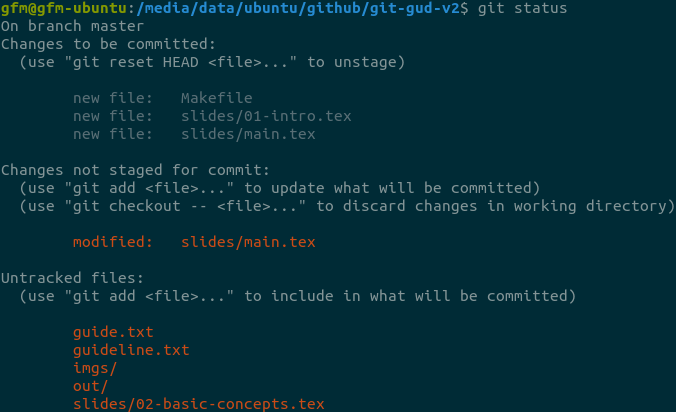 gfm@gfm-ubuntu:/media/data/ubuntu/github/git-gud-v2$ git status
On branch master
Changes to be committed:
  (use "git reset HEAD <file>..." to unstage)

        new file:   Makefile
        new file:   slides/01-intro.tex
        new file:   slides/main.tex

Changes not staged for commit:
  (use "git add <file>..." to update what will be committed)
  (use "git checkout -- <file>..." to discard changes in working directory)

        modified:   slides/main.tex

Untracked files:
  (use "git add <file>..." to include in what will be committed)

        guide.txt
        guideline.txt
        imgs/
        out/
        slides/02-basic-concepts.tex